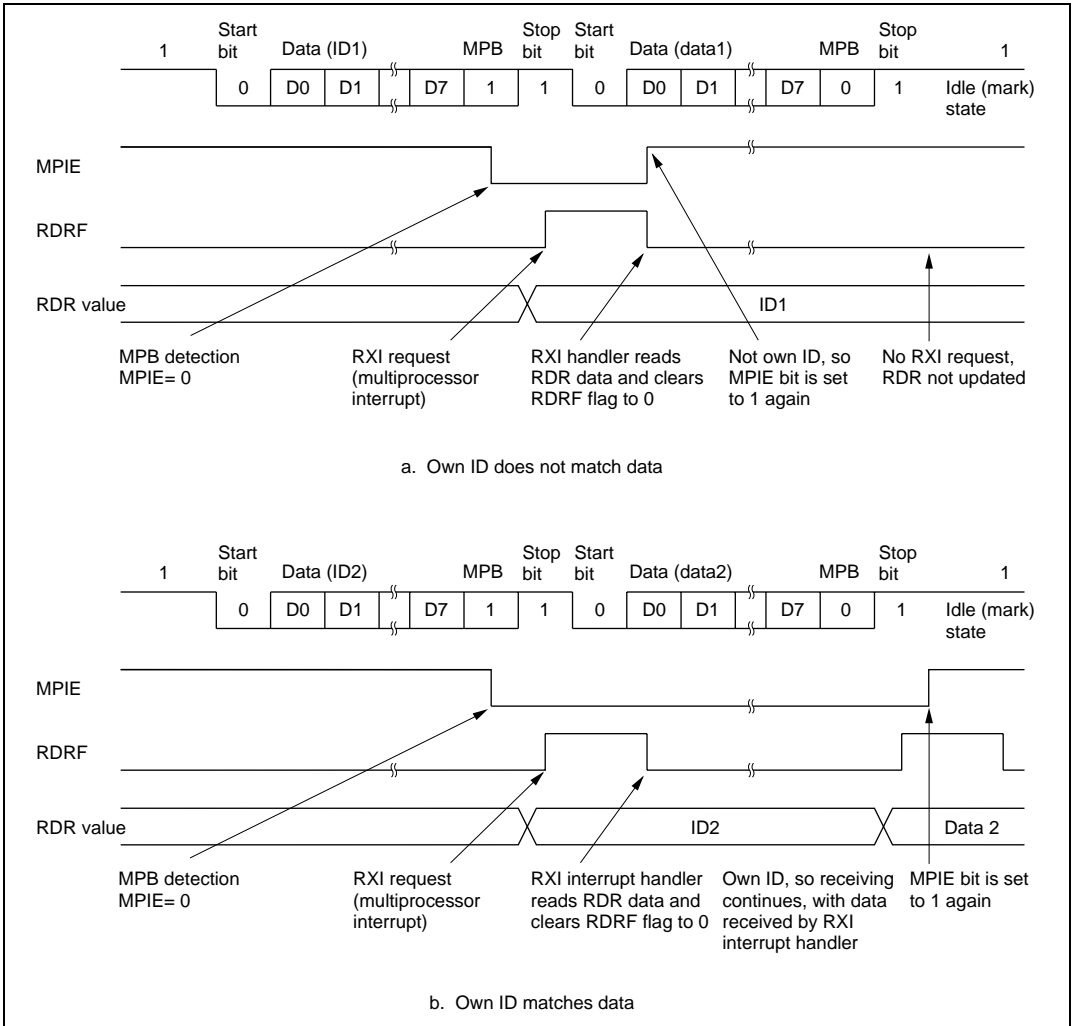 Start bit Data (ID1) MPB Stop bit Start bit Data (data1) MPB Stop bit
1 1
0 D0 D1 D7 1 1 0 D0 D1 D7 0 1 Idle (mark) state
MPIE
RDRF
RDR value ID1
MPB detection
MPIE= 0
RXI request
(multiprocessor
interrupt)
RXI handler reads
RDR data and clears
RDRF flag to 0
Not own ID, so
MPIE bit is set
to 1 again
No RXI request,
RDR not updated
a. Own ID does not match data
Start bit Data (ID2) MPB Stop bit Start bit Data (data2) MPB Stop bit
1 1
0 D0 D1 D7 1 1 0 D0 D1 D7 0 1 Idle (mark) state
MPIE
RDRF
RDR value ID2 Data 2
MPB detection
MPIE= 0
RXI request
(multiprocessor
interrupt)
RXI interrupt handler
reads RDR data and
clears RDRF flag to 0
Own ID, so receiving
continues, with data
received by RXI
interrupt handler
MPIE bit is set
to 1 again
b. Own ID matches data